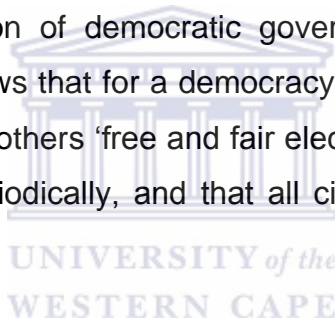 on of democratic gover
ws that for a democracy
others ‘free and fair elec
iodically, and that all ci
UNIVERSITY of the
WESTERN CAPE